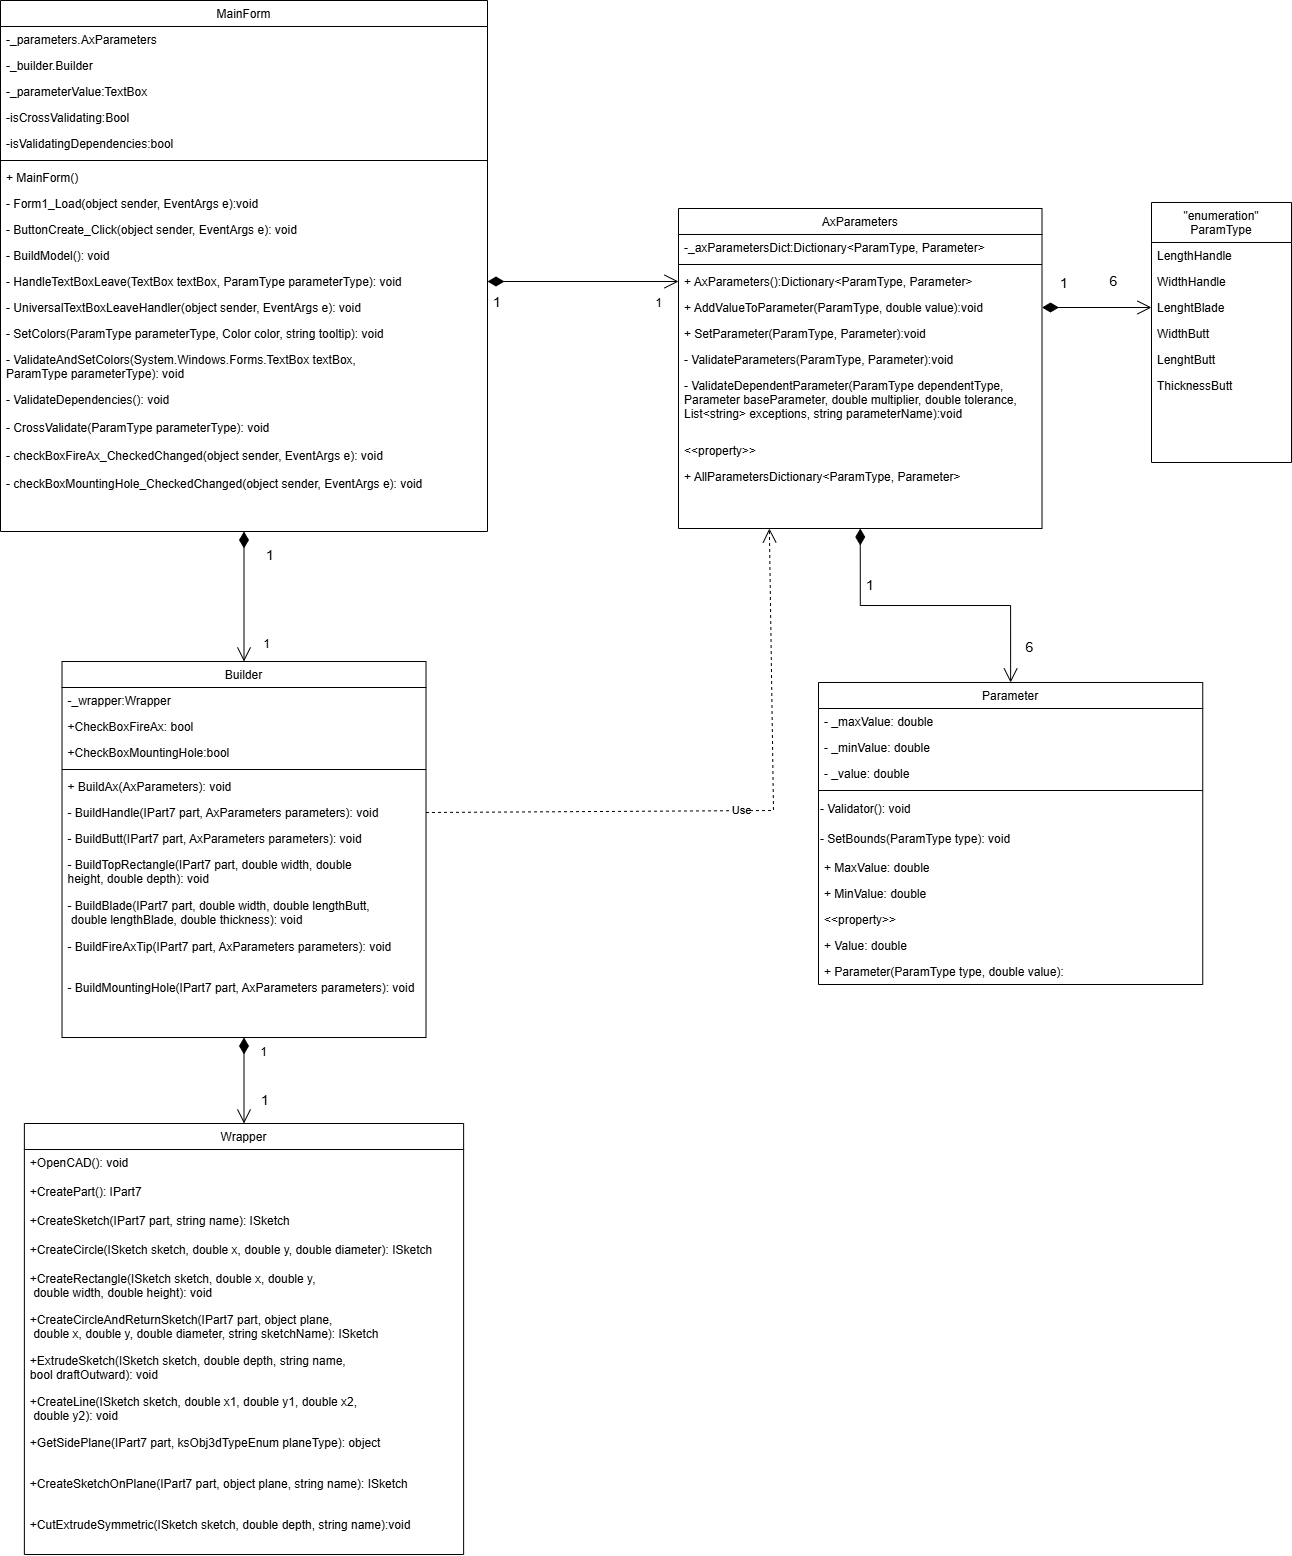 MainForm
-_parameters.AxParameters
-_builder.Builder
-_parameterValue:TextBox
-isCrossValidating:Bool
-isValidatingDependencies:bool
+ MainForm()
- Form1_Load(object sender, EventArgs e):void
- ButtonCreate_Click(object sender, EventArgs e): void
- BuildModel(): void
- HandleTextBoxLeave(TextBox textBox, ParamType parameterType): void
- UniversalTextBoxLeaveHandler(object sender, EventArgs e): void
- SetColors(ParamType parameterType, Color color, string tooltip): void
- ValidateAndSetColors(System.Windows.Forms.TextBox textBox,
ParamType parameterType): void
- ValidateDependencies(): void
- CrossValidate(ParamType parameterType): void
- checkBoxFireAx_CheckedChanged(object sender, EventArgs e): void
- checkBoxMountingHole_CheckedChanged(object sender, EventArgs e): void
1
1
AxParameters
-_axParametersDict:Dictionary<ParamType, Parameter>
+ AxParameters():Dictionary<ParamType, Parameter>
+ AddValueToParameter(ParamType, double value):void
+ SetParameter(ParamType, Parameter):void
- ValidateParameters(ParamType, Parameter):void
- ValidateDependentParameter(ParamType dependentType,
Parameter baseParameter, double multiplier, double tolerance,
List<string> exceptions, string parameterName):void
<<property>>
+ AllParametersDictionary<ParamType, Parameter>
1
6
"enumeration"
ParamType
LengthHandle
WidthHandle
LenghtBlade
WidthButt
LenghtButt
ThicknessButt
1
1
1
6
Builder
-_wrapper:Wrapper
+CheckBoxFireAx: bool
+CheckBoxMountingHole:bool
+ BuildAx(AxParameters): void
- BuildHandle(IPart7 part, AxParameters parameters): void
- BuildButt(IPart7 part, AxParameters parameters): void
- BuildTopRectangle(IPart7 part, double width, double
height, double depth): void
- BuildBlade(IPart7 part, double width, double lengthButt,
double lengthBlade, double thickness): void
- BuildFireAxTip(IPart7 part, AxParameters parameters): void
- BuildMountingHole(IPart7 part, AxParameters parameters): void
Use
Parameter
- _maxValue: double
- _minValue: double
- _value: double
- Validator(): void
- SetBounds(ParamType type): void
+ MaxValue: double
+ MinValue: double
<<property>>
+ Value: double
+ Parameter(ParamType type, double value):
1
1
Wrapper
+OpenCAD(): void
+CreatePart(): IPart7
+CreateSketch(IPart7 part, string name): ISketch
+CreateCircle(ISketch sketch, double x, double y, double diameter): ISketch
+CreateRectangle(ISketch sketch, double x, double y,
double width, double height): void
+CreateCircleAndReturnSketch(IPart7 part, object plane,
double x, double y, double diameter, string sketchName): ISketch
+ExtrudeSketch(ISketch sketch, double depth, string name,
bool draftOutward): void
+CreateLine(ISketch sketch, double x1, double y1, double x2,
double y2): void
+GetSidePlane(IPart7 part, ksObj3dTypeEnum planeType): object
+CreateSketchOnPlane(IPart7 part, object plane, string name): ISketch
+CutExtrudeSymmetric(ISketch sketch, double depth, string name):void